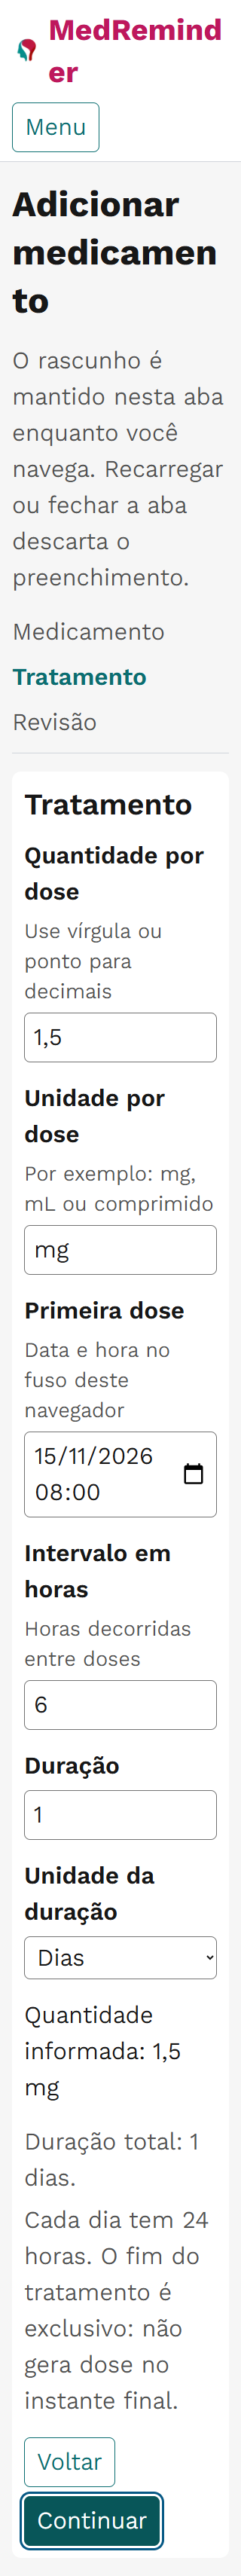 MedRemind
er
Menu
Adicionar
medicamen
to
O rascunho é
mantido nesta aba
enquanto você
navega. Recarregar
ou fechar a aba
descarta o
preenchimento.
Medicamento
Tratamento
Revisão
Tratamento
Quantidade por
dose
Use vírgula ou
ponto para
decimais
1,5
Unidade por
dose
Por exemplo: mg,
mL ou comprimido
mg
Primeira dose
Data e hora no
fuso deste
navegador
15/11/2026
08:00
Intervalo em
horas
Horas decorridas
entre doses
6
Duração
1
Unidade da
duração
Dias
Quantidade
informada: 1,5
mg
Duração total: 1
dias.
Cada dia tem 24
horas. O fim do
tratamento é
exclusivo: não
gera dose no
instante final.
Voltar
Continuar